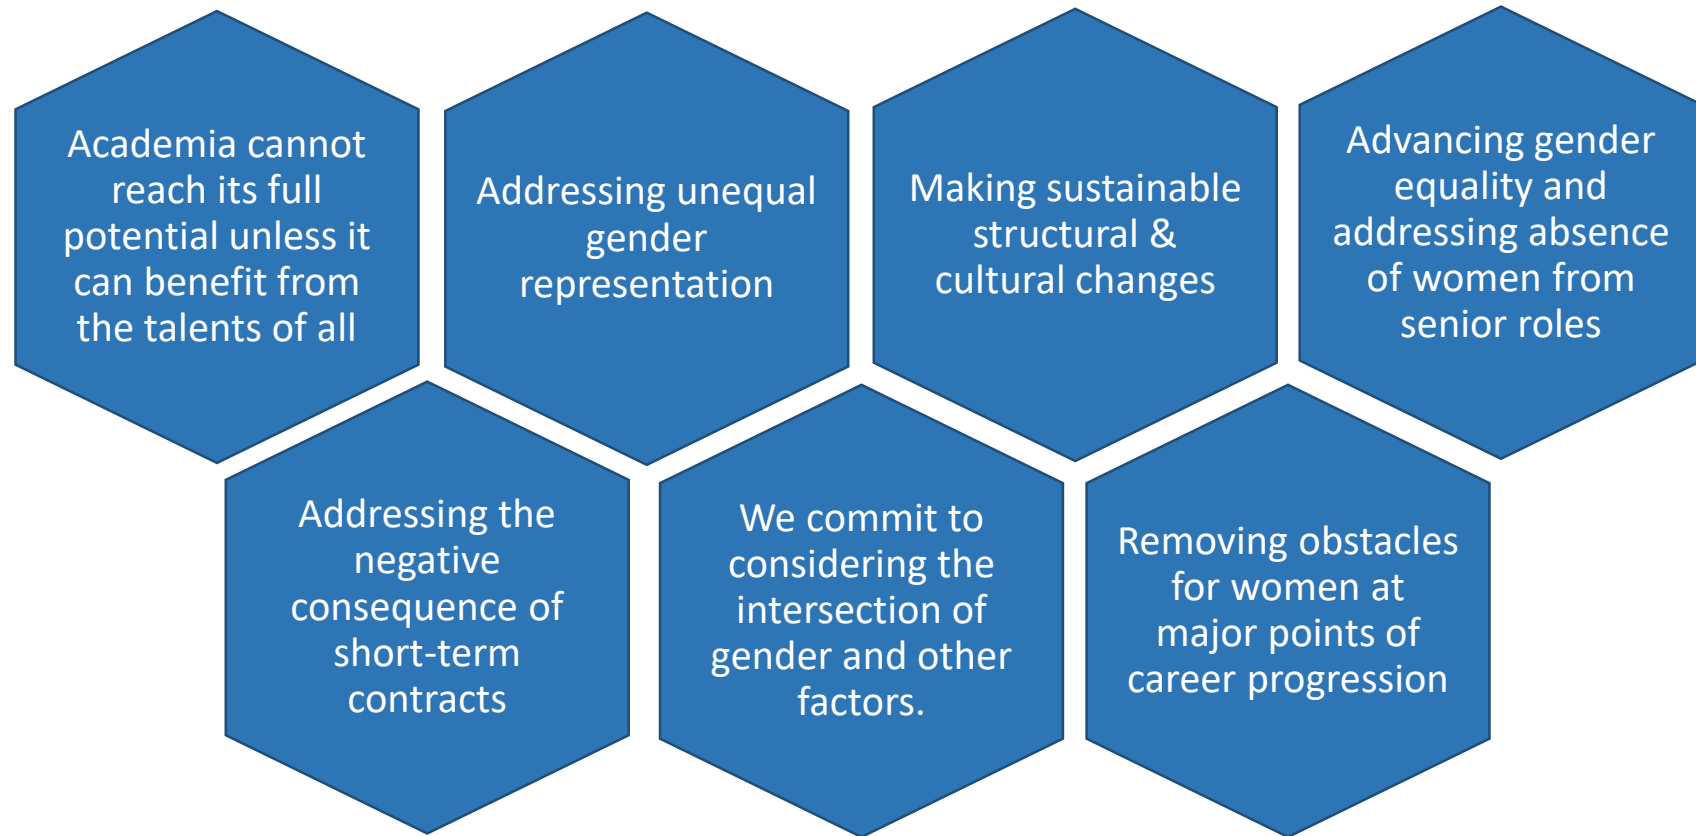 Academia cannot
reach its full
potential unless it
can benefit from
the talents of all
Addressing unequal
gender
representation
Making sustainable
structural &
cultural changes
Advancing gender
equality and
addressing absence
of women from
senior roles
Addressing the
negative
consequence of
short-term
contracts
We commit to
considering the
intersection of
gender and other
factors.
Removing obstacles
for women at
major points of
career progression